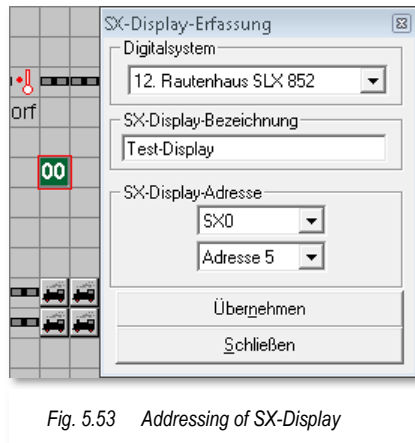 SX-Display-Erfassung
Digitalsystem
12. Rautenhaus SLX 852
orf
SX-Display-Bezeichnung
Test-Display
00
SX-Display-Adresse
SX0
Adresse 5
Übernehmen
Schließen
Fig. 5.53 Addressing of SX-Display